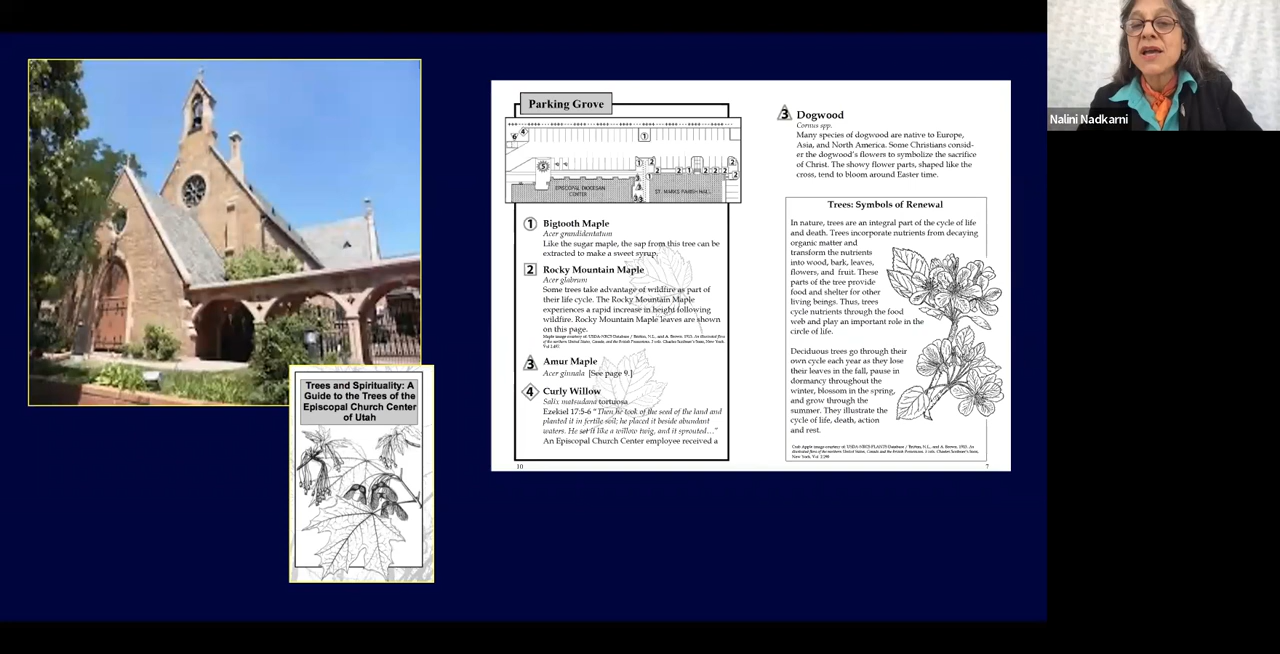 Trees and Spirituality: A
Guide to the Trees of the
Episcopal Church Center
of Utah
Parking Grove
EPISCOPAL DIOCESAN
CENTER
ST. MARKS PARISH HALL
1 Bigtooth Maple
Acer grandidentatum
Like the sugar maple, the sap from this tree can be
extracted to make a sweet syrup.
2 Rocky Mountain Maple
Acer glabrum
Some trees take advantage of wildfire as part of
their life cycle. The Rocky Mountain Maple
experiences a rapid increase in height following
wildfire. Rocky Mountain Maple leaves are shown
on this page.
3 Amur Maple
Acer ginnala [See page 9.]
4 Curly Willow
Salix matsudana tortuosa
Ezekiel 17:5-6 "Then he took of the seed of the land and
planted it in fertile soil; he placed it beside abundant
waters. He set it like a willow twig, and it sprouted..."
An Episcopal Church Center employee received a
10
3 Dogwood
Cornus spp.
Many species of dogwood are native to Europe,
Asia, and North America. Some Christians consid-
er the dogwood's flowers to symbolize the sacrifice
of Christ. The showy flower parts, shaped like the
cross, tend to bloom around Easter time.
Trees: Symbols of Renewal
In nature, trees are an integral part of the cycle of life
and death. Trees incorporate nutrients from decaying
organic matter and
transform the nutrients
into wood, bark, leaves,
flowers, and fruit. These
parts of the tree provide
food and shelter for other
living beings. Thus, trees
cycle nutrients through the food
web and play an important role in the
circle of life.
Deciduous trees go through their
own cycle each year as they lose
their leaves in the fall, pause in
dormancy throughout the
winter, blossom in the spring,
and grow through the
summer. They illustrate the
cycle of life, death, action
and rest.
7
Nalini Nadkarni